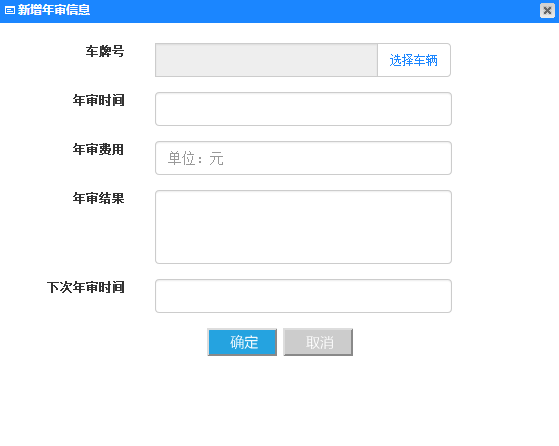 新增年审信息
车牌号
选择车辆
年审时间
年审费用
单位：元
年审结果
下次年审时间
确定
取消